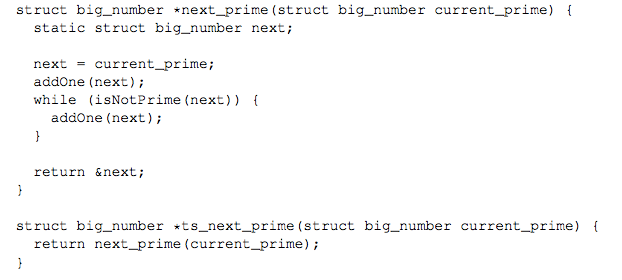 struct big_number *next_prime(struct big_number current_prime) {
  static struct big_number next;

  next = current_prime;
  addOne(next);
  while (isNotPrime(next)) {
    addOne(next);
  }

  return &next;
}

struct big_number *ts_next_prime(struct big_number current_prime) {
  return next_prime(current_prime);
}